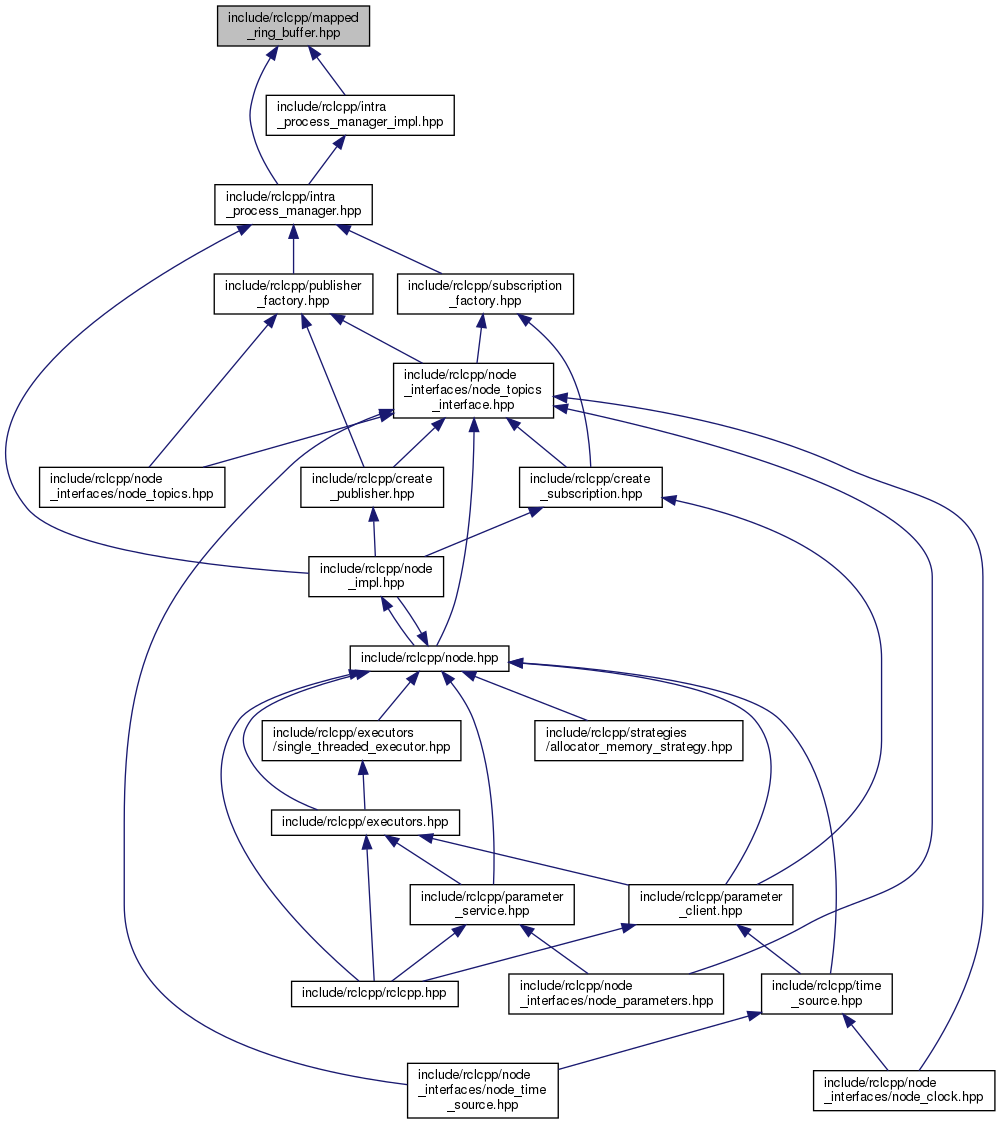 include/rclcpp/mapped
_ring_buffer.hpp
include/rclcpp/intra
_process_manager_impl.hpp
include/rclcpp/intra
_process_manager.hpp
include/rclcpp/publisher
_factory.hpp
include/rclcpp/subscription
_factory.hpp
include/rclcpp/node
_interfaces/node_topics
_interface.hpp
include/rclcpp/node
_interfaces/node_topics.hpp
include/rclcpp/create
_publisher.hpp
include/rclcpp/create
_subscription.hpp
include/rclcpp/node
_impl.hpp
include/rclcpp/node.hpp
include/rclcpp/executors
/single_threaded_executor.hpp
include/rclcpp/strategies
/allocator_memory_strategy.hpp
include/rclcpp/executors.hpp
include/rclcpp/parameter
_service.hpp
include/rclcpp/parameter
_client.hpp
include/rclcpp/rclcpp.hpp
include/rclcpp/node
_interfaces/node_parameters.hpp
include/rclcpp/time
_source.hpp
include/rclcpp/node
_interfaces/node_time
_source.hpp
include/rclcpp/node
_interfaces/node_clock.hpp